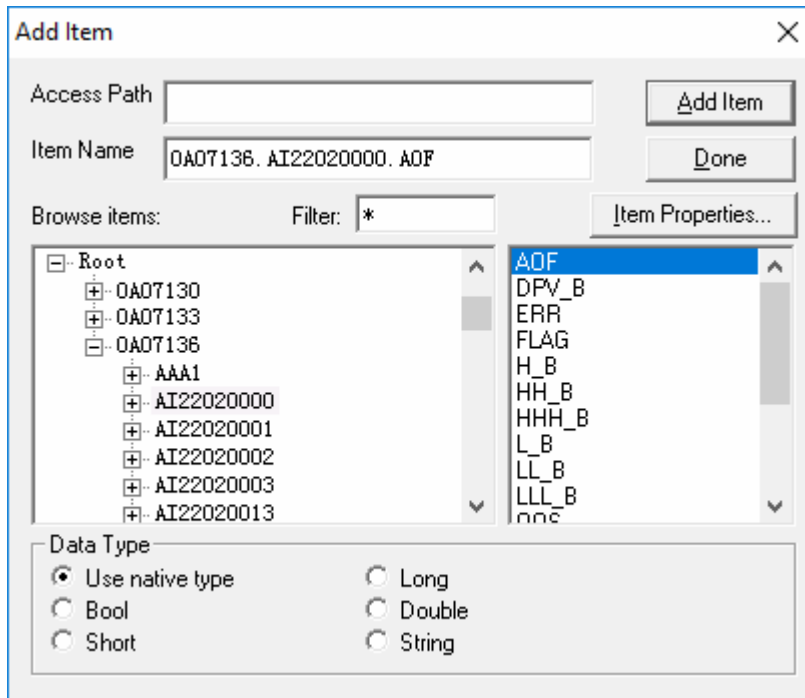 Add Item
Access Path
Add Item
Item Name
0A07136.AI22020000.AOF
Done
Browse items:
Filter:
*
Item Properties...
Root
0A07130
0A07133
0A07136
AAA1
AI22020000
AI22020001
AI22020002
AI22020003
AI22020013
AOF
DPV_B
ERR
FLAG
H_B
HH_B
HHH_B
L_B
LL_B
LLL_B
Data Type
Use native type
Long
Bool
Double
Short
String